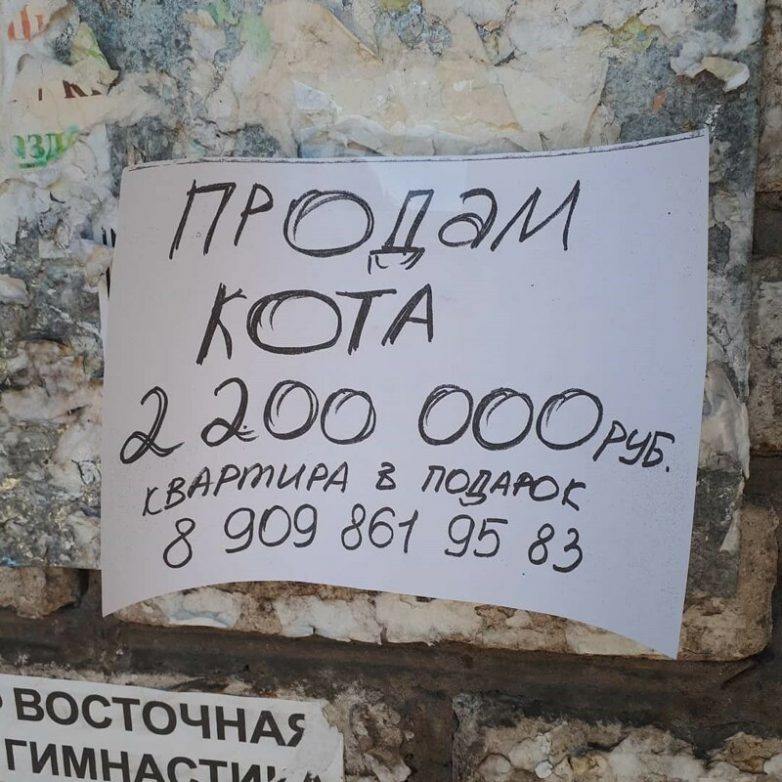 ПРОДАМ
КОТА
2 200 000 РУБ.
КВАРТИРА В ПОДАРОК
8 909 861 95 83
ВОСТОЧНАЯ